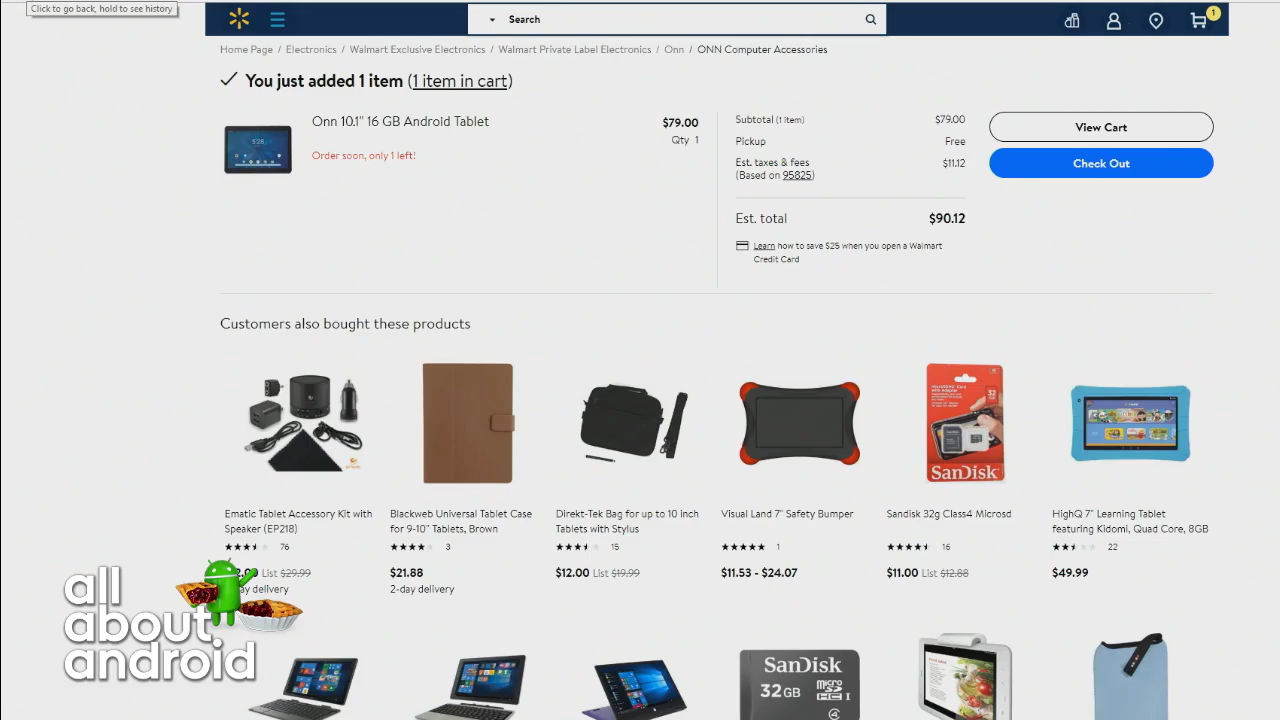 Click to go back, hold to see history
Search
1
Home Page / Electronics / Walmart Exclusive Electronics / Walmart Private Label Electronics / Onn / ONN Computer Accessories
You just added 1 item (1 item in cart)
Onn 10.1" 16 GB Android Tablet
$79.00
Qty 1
Order soon, only 1 left!
Subtotal (1 item) $79.00
Pickup Free
Est. taxes & fees $11.12
(Based on 95825)
Est. total $90.12
Learn how to save $25 when you open a Walmart
Credit Card
View Cart
Check Out
Customers also bought these products
SanDisk
Ematic Tablet Accessory Kit with
Speaker (EP218)
76
List $29.99
Blackweb Universal Tablet Case
for 9-10" Tablets, Brown
3
$21.88
2-day delivery
Direkt-Tek Bag for up to 10 inch
Tablets with Stylus
15
$12.00 List $19.99
Visual Land 7" Safety Bumper
1
$11.53 - $24.07
Sandisk 32g Class4 Microsd
16
$11.00 List $12.88
HighQ 7" Learning Tablet
featuring Kidomi, Quad Core, 8GB
22
$49.99
all
about
android
SanDisk
32GB
micro
SD HC I
4